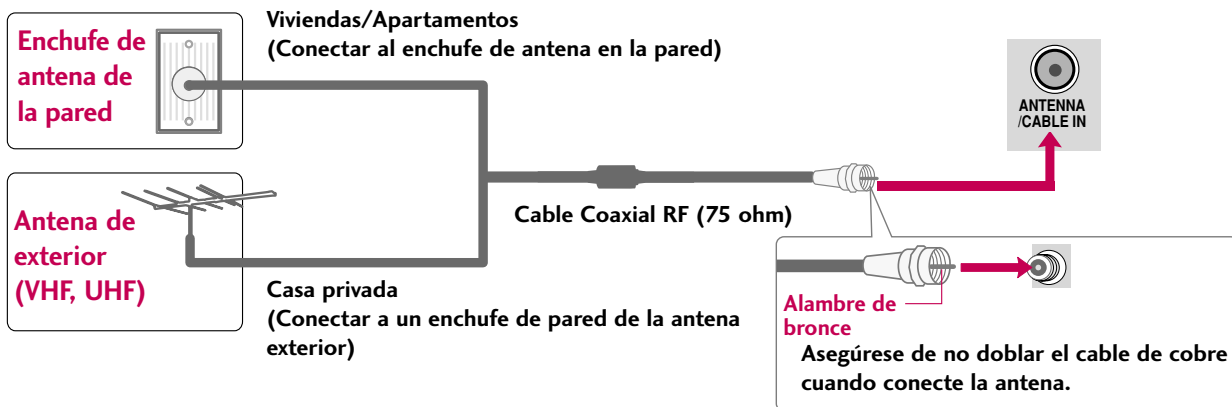 Enchufe de
antena de
la pared
Viviendas/Apartamentos
(Conectar al enchufe de antena en la pared)
ANTENNA
/CABLE IN
Antena de
exterior
(VHF, UHF)
Cable Coaxial RF (75 ohm)
Casa privada
(Conectar a un enchufe de pared de la antena
exterior)
Alambre de
bronce
Asegúrese de no doblar el cable de cobre
cuando conecte la antena.